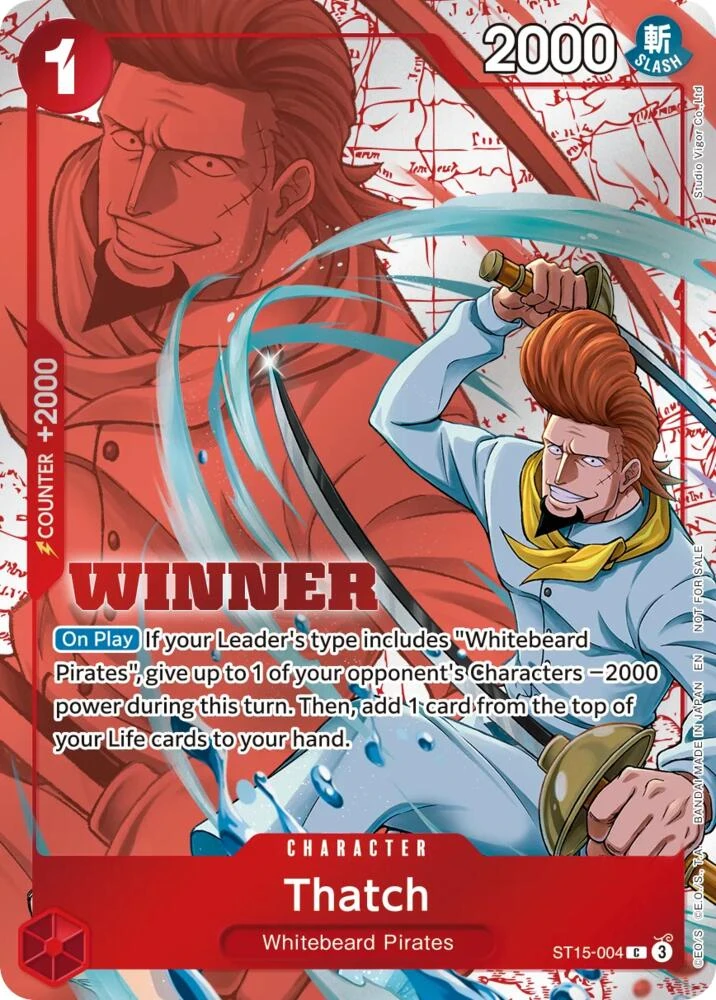 1
2000
斬
SLASH
Studio Vigor Co.,Ltd
COUNTER +2000
WINNER
On Play If your Leader's type includes "Whitebeard
Pirates", give up to 1 of your opponent's Characters −2000
power during this turn. Then, add 1 card from the top of
your Life cards to your hand.
©EO/S ©E.O./S., T.A. BANDAI MADE IN JAPAN EN NOT FOR SALE
CHARACTER
Thatch
Whitebeard Pirates
ST15-004 C 3